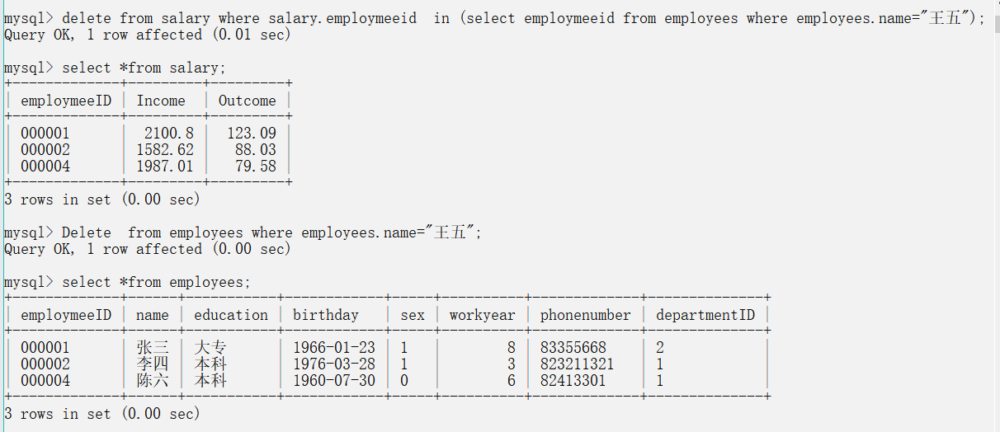 mysql> delete from salary where salary.employmeeid  in (select employmeeid from employees where employees.name="王五");
Query OK, 1 row affected (0.01 sec)
mysql> select *from salary;
+-------------+---------+---------+
| employmeeID | Income  | Outcome |
+-------------+---------+---------+
| 000001      |  2100.8 |  123.09 |
| 000002      | 1582.62 |   88.03 |
| 000004      | 1987.01 |   79.58 |
+-------------+---------+---------+
3 rows in set (0.00 sec)
mysql> Delete  from employees where employees.name="王五";
Query OK, 1 row affected (0.00 sec)
mysql> select *from employees;
+-------------+------+-----------+------------+-----+----------+-------------+--------------+
| employmeeID | name | education | birthday   | sex | workyear | phonenumber | departmentID |
+-------------+------+-----------+------------+-----+----------+-------------+--------------+
| 000001      | 张三 | 大专      | 1966-01-23 | 1   |        8 | 83355668    | 2            |
| 000002      | 李四 | 本科      | 1976-03-28 | 1   |        3 | 823211321   | 1            |
| 000004      | 陈六 | 本科      | 1960-07-30 | 0   |        6 | 82413301    | 1            |
+-------------+------+-----------+------------+-----+----------+-------------+--------------+
3 rows in set (0.00 sec)